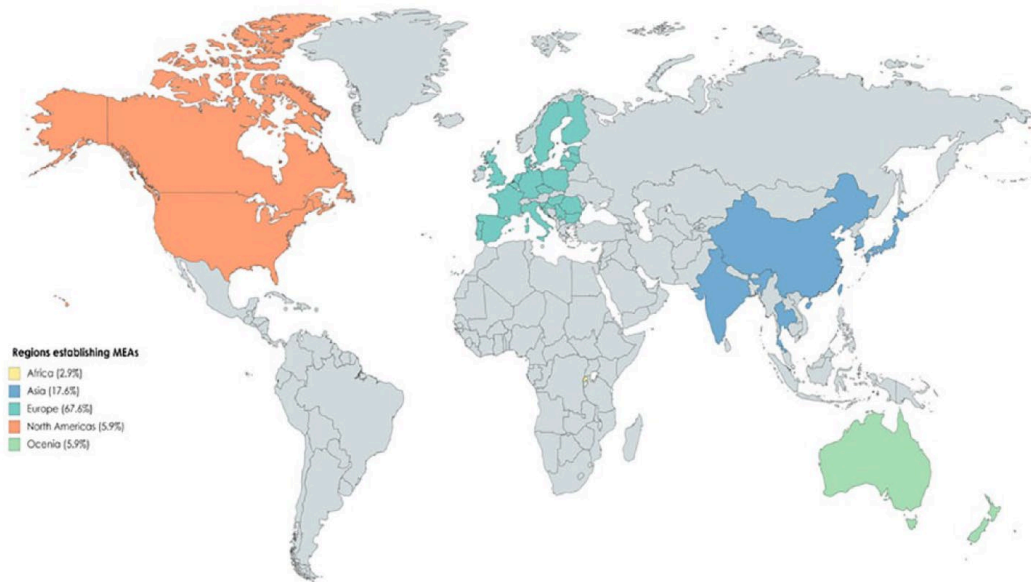 Regions establishing MEAs
Africa (2.9%)
Asia (17.6%)
Europe (67.6%)
North Americas (5.9%)
Ocenia (5.9%)